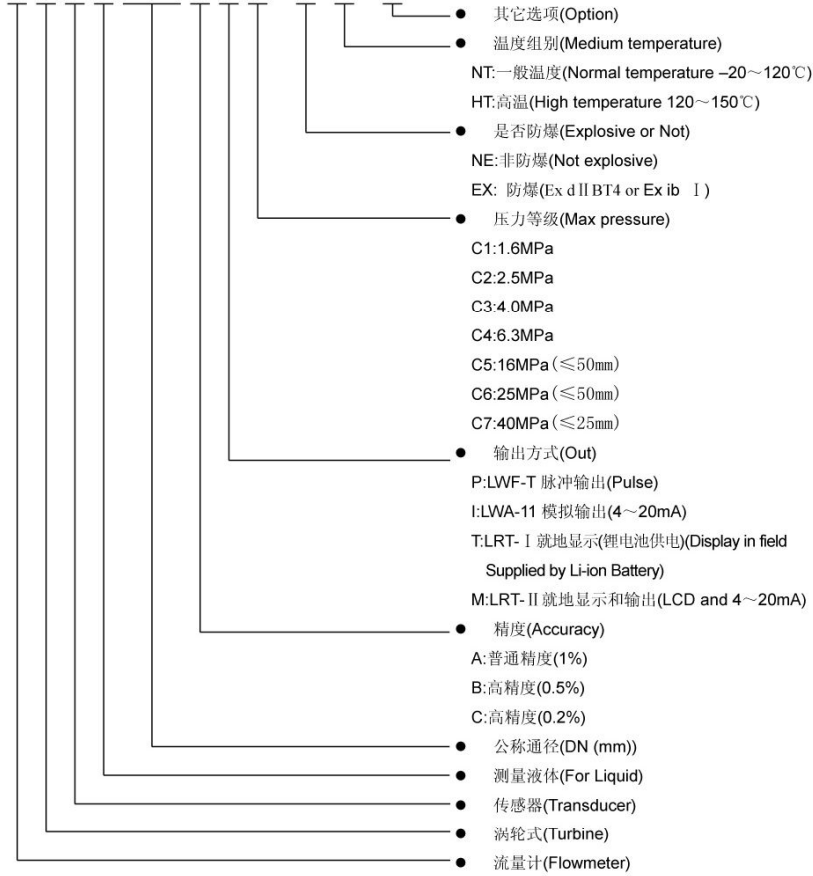 ● 其它选项(Option)
● 温度组别(Medium temperature)
NT:一般温度(Normal temperature –20～120℃)
HT:高温(High temperature 120～150℃)
● 是否防爆(Explosive or Not)
NE:非防爆(Not explosive)
EX: 防爆(Ex dⅡBT4 or Ex ib Ⅰ)
● 压力等级(Max pressure)
C1:1.6MPa
C2:2.5MPa
C3:4.0MPa
C4:6.3MPa
C5:16MPa(≤50mm)
C6:25MPa(≤50mm)
C7:40MPa(≤25mm)
● 输出方式(Out)
P:LWF-T 脉冲输出(Pulse)
I:LWA-11 模拟输出(4～20mA)
T:LRT-Ⅰ就地显示(锂电池供电)(Display in field
Supplied by Li-ion Battery)
M:LRT-Ⅱ就地显示和输出(LCD and 4～20mA)
● 精度(Accuracy)
A:普通精度(1%)
B:高精度(0.5%)
C:高精度(0.2%)
● 公称通径(DN (mm))
● 测量液体(For Liquid)
● 传感器(Transducer)
● 涡轮式(Turbine)
● 流量计(Flowmeter)